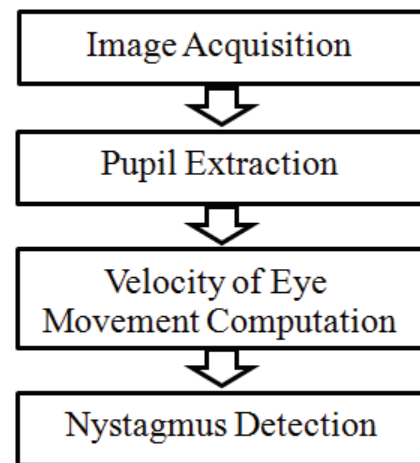 Image Acquisition
Pupil Extraction
Velocity of Eye
Movement Computation
Nystagmus Detection